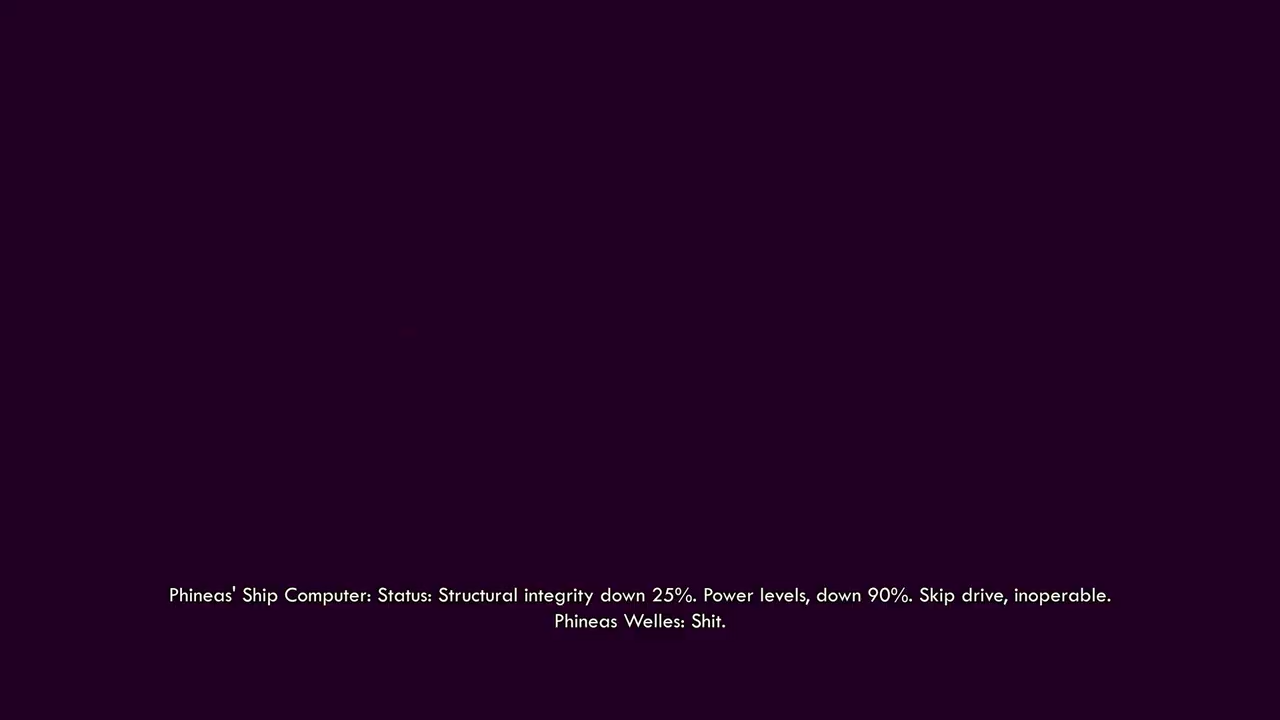 Phineas' Ship Computer: Status: Structural integrity down 25%. Power levels, down 90%. Skip drive, inoperable.
Phineas Welles: Shit.